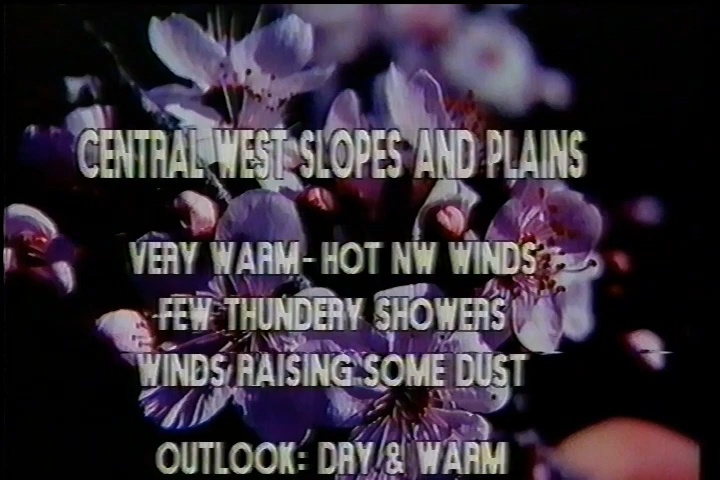 CENTRAL WEST SLOPES AND PLAINS
VERY WARM-HOT NW WINDS
FEW THUNDERY SHOWERS
WINDS RAISING SOME DUST
OUTLOOK: DRY & WARM